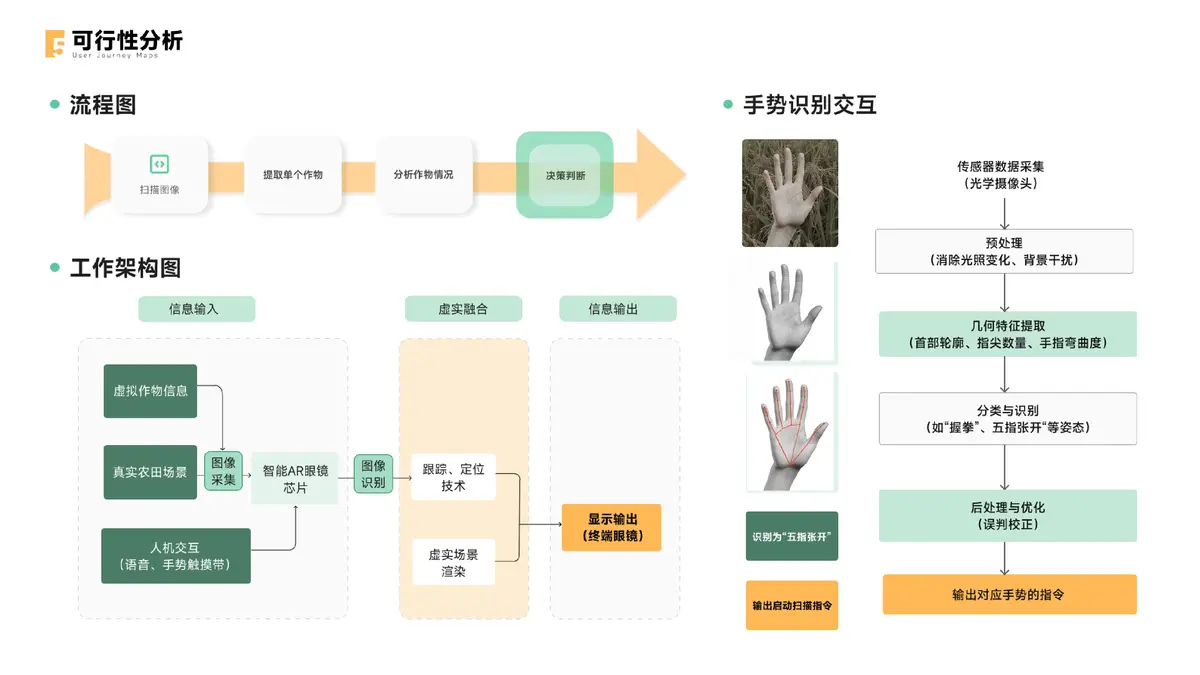 5
可行性分析
User Journey Maps
流程图
扫描图像
提取单个作物
分析作物情况
决策判断
工作架构图
信息输入
虚实融合
信息输出
虚拟作物信息
真实农田场景
图像
采集
智能AR眼镜
芯片
图像
识别
跟踪、定位
技术
人机交互
(语音、手势触摸带)
虚实场景
渲染
显示输出
(终端眼镜)
手势识别交互
识别为“五指张开”
输出启动扫描指令
传感器数据采集
(光学摄像头)
预处理
(消除光照变化、背景干扰)
几何特征提取
(首部轮廓、指尖数量、手指弯曲度)
分类与识别
(如“握拳”、五指张开“等姿态)
后处理与优化
(误判校正)
输出对应手势的指令